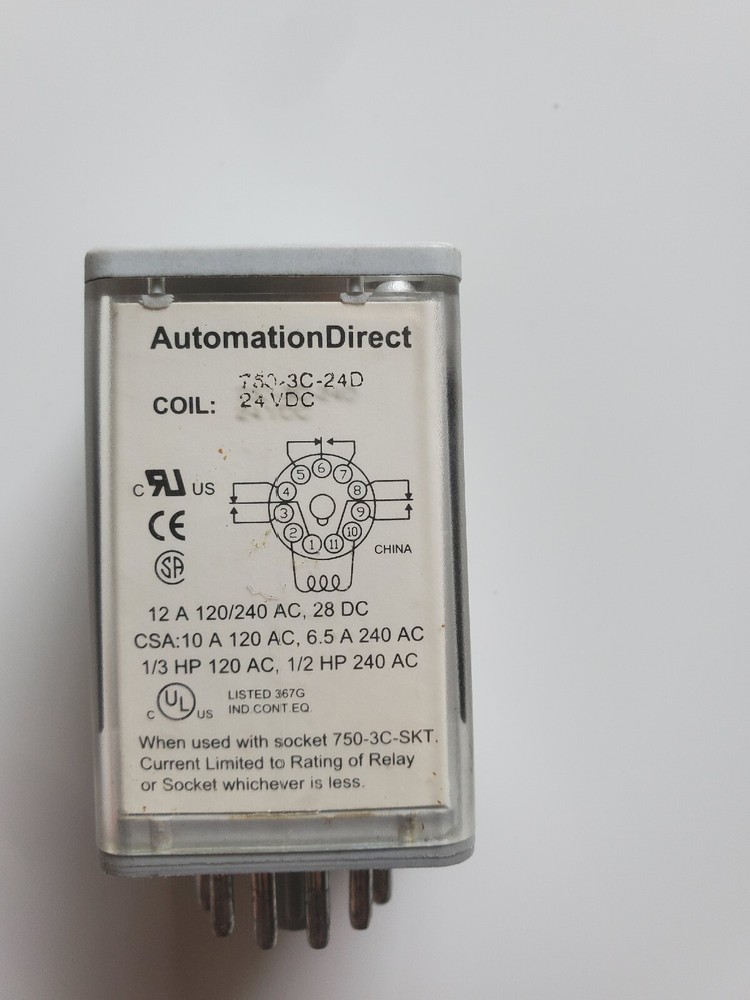 AutomationDirect
750-3C-24D
COIL: 24 VDC
6
5 7
4 8
3 9
2 10
1 11
C RU US
CE
SA
CHINA
12 A 120/240 AC, 28 DC
CSA:10 A 120 AC, 6.5 A 240 AC
1/3 HP 120 AC, 1/2 HP 240 AC
C UL US
LISTED 367G
IND.CONT.EQ.
When used with socket 750-3C-SKT.
Current Limited to Rating of Relay
or Socket whichever is less.